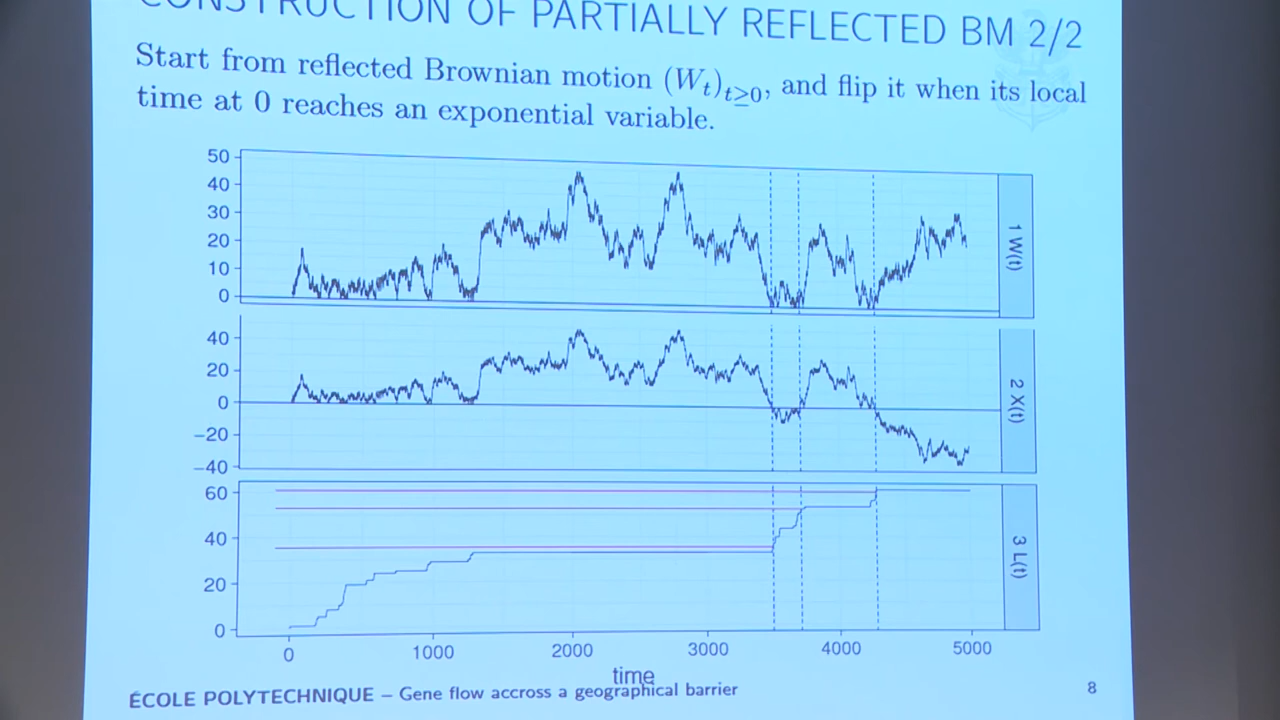 CONSTRUCTION OF PARTIALLY REFLECTED BM 2/2
Start from reflected Brownian motion (Wt)t≥0, and flip it when its local
time at 0 reaches an exponential variable.
50
40
30
20
10
0
1 W(t)
40
20
0
−20
−40
2 X(t)
60
40
20
0
3 L(t)
0 1000 2000 3000 4000 5000
time
ÉCOLE POLYTECHNIQUE – Gene flow accross a geographical barrier
8